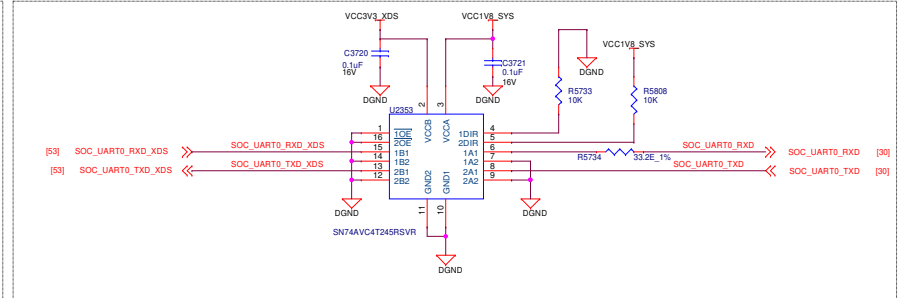 VCC3V3_XDS
VCC1V8_SYS
VCC1V8_SYS
C3720
0.1uF
16V
C3721
0.1uF
16V
DGND
DGND
DGND
R5733
10K
R5808
10K
U2353
2
3
VCCB
VCCA
1 1OE 1DIR 4
16 2OE 2DIR 5
15 1B1 1A1 6
14 1B2 1A2 7
13 2B1 2A1 8
12 2B2 2A2 9
GND2
GND1
11
10
[53] SOC_UART0_RXD_XDS SOC_UART0_RXD_XDS
SOC_UART0_RXD SOC_UART0_RXD [30]
R5734 33.2E_1%
[53] SOC_UART0_TXD_XDS SOC_UART0_TXD_XDS
SOC_UART0_TXD SOC_UART0_TXD [30]
DGND
DGND
SN74AVC4T245RSVR
DGND